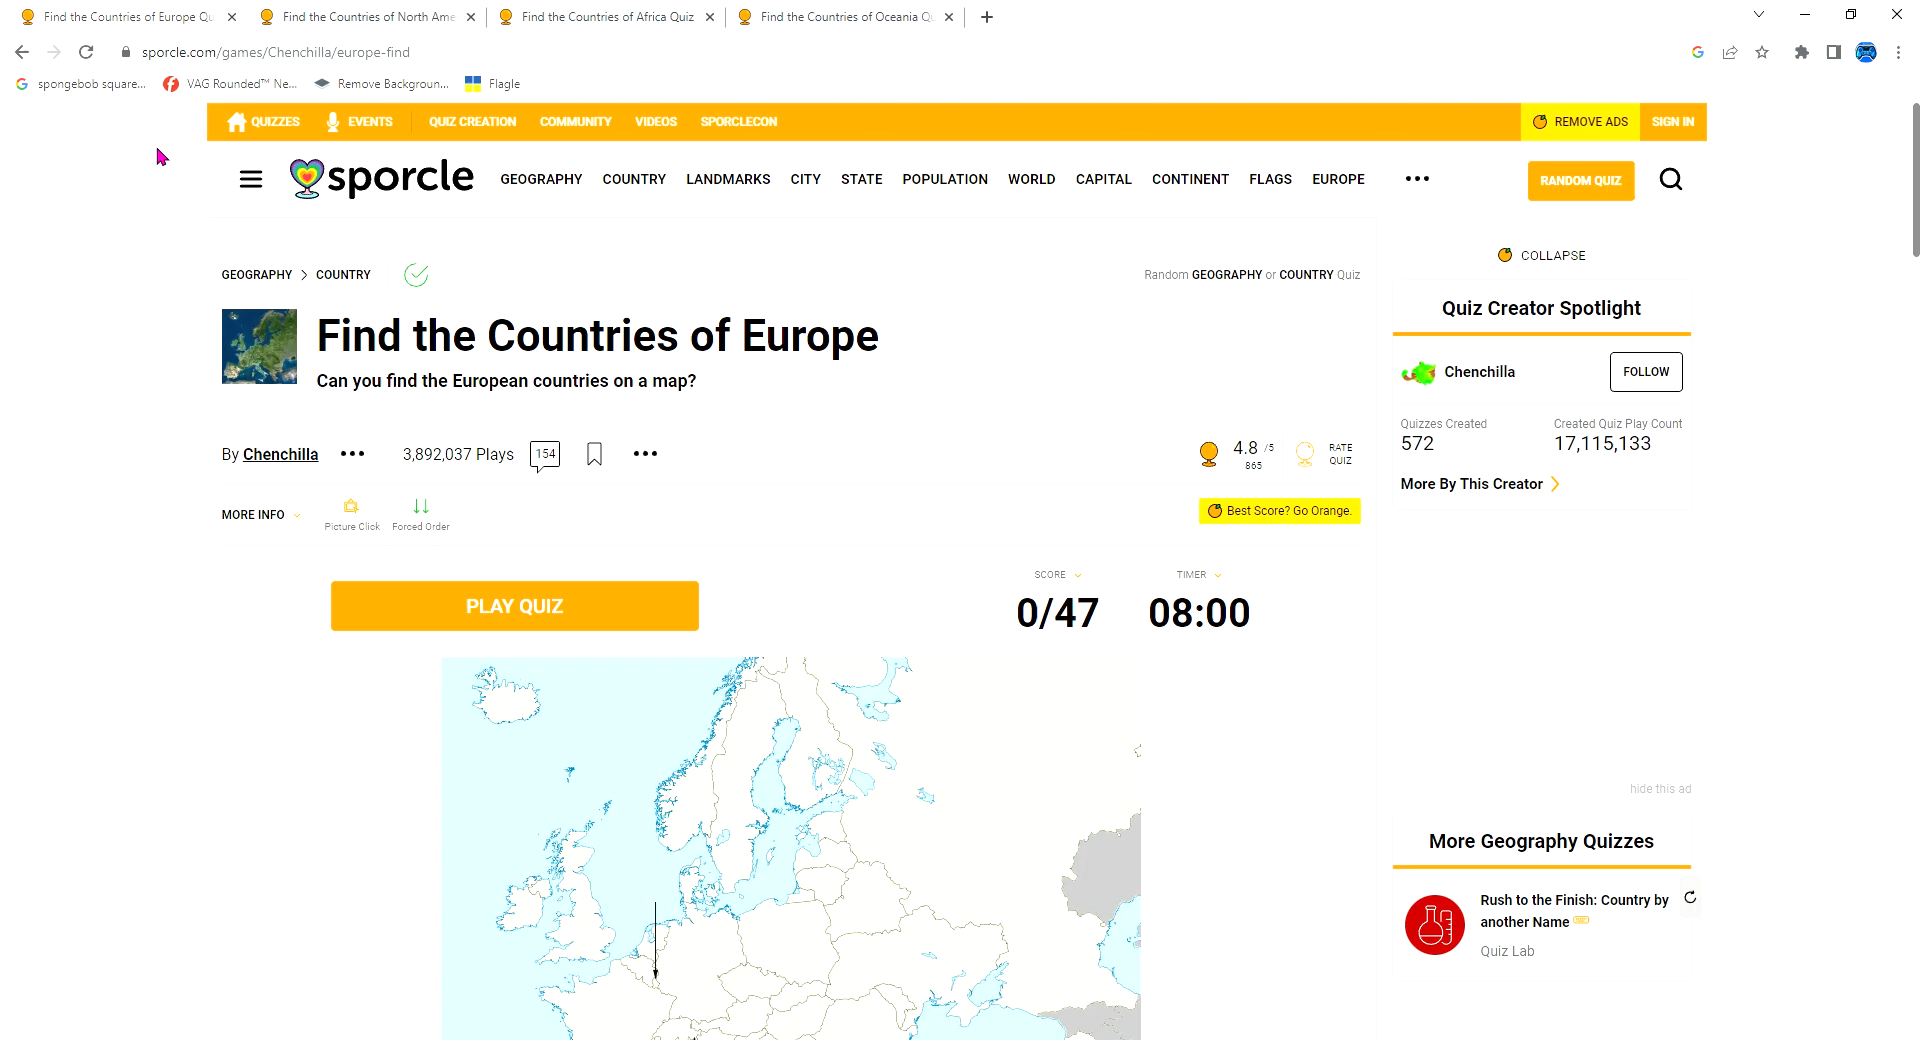 Find the Countries of Europe Qu
Find the Countries of North Ame
Find the Countries of Africa Quiz
Find the Countries of Oceania Q
sporcle.com/games/Chenchilla/europe-find
spongebob square...
VAG Rounded™ Ne...
Remove Backgroun...
Flagle
QUIZZES
EVENTS
QUIZ CREATION
COMMUNITY
VIDEOS
SPORCLECON
REMOVE ADS
SIGN IN
sporcle
GEOGRAPHY
COUNTRY
LANDMARKS
CITY
STATE
POPULATION
WORLD
CAPITAL
CONTINENT
FLAGS
EUROPE
RANDOM QUIZ
GEOGRAPHY > COUNTRY
Random GEOGRAPHY or COUNTRY Quiz
Find the Countries of Europe
Can you find the European countries on a map?
By Chenchilla
3,892,037 Plays
154
4.8 /5
865
RATE
QUIZ
MORE INFO
Picture Click
Forced Order
Best Score? Go Orange.
PLAY QUIZ
SCORE
0/47
TIMER
08:00
COLLAPSE
Quiz Creator Spotlight
Chenchilla
FOLLOW
Quizzes Created
572
Created Quiz Play Count
17,115,133
More By This Creator
hide this ad
More Geography Quizzes
Rush to the Finish: Country by
another Name
Quiz Lab